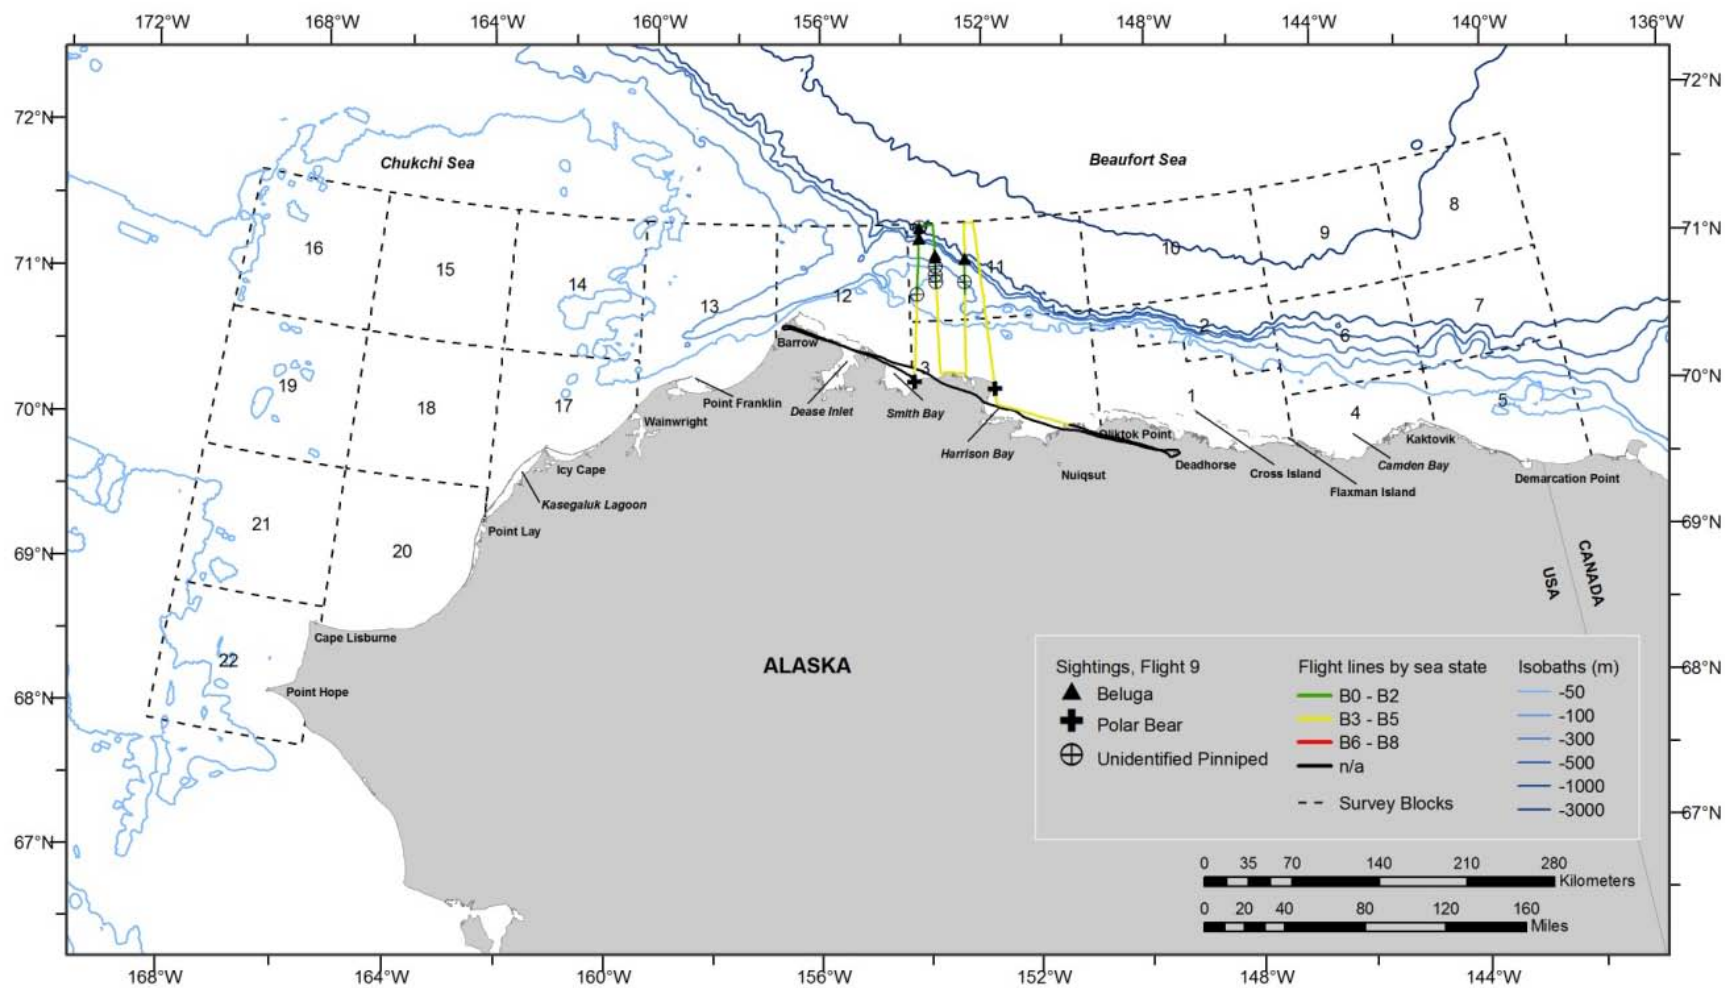 172°W 168°W 164°W 160°W 156°W 152°W 148°W 144°W 140°W 136°W
72°N 72°N
Chukchi Sea Beaufort Sea
8
9
10
16
71°N 71°N
15
11
14
12
13
7
2
6
Barrow
3
70°N 70°N
19
18
17
Point Franklin
Dease Inlet
Smith Bay
1
5
4
Wainwright
Oliktok Point
Kaktovik
Harrison Bay
Icy Cape
Deadhorse
Camden Bay
Nuiqsut
Cross Island
Demarcation Point
Flaxman Island
Kasegaluk Lagoon
69°N 69°N
21
Point Lay
20
USA
CANADA
Cape Lisburne
22
68°N 68°N
Point Hope
ALASKA
Sightings, Flight 9
Beluga
Polar Bear
Unidentified Pinniped
Flight lines by sea state
B0 - B2
B3 - B5
B6 - B8
n/a
Survey Blocks
Isobaths (m)
-50
-100
-300
-500
-1000
-3000
67°N 67°N
0 35 70 140 210 280
Kilometers
0 20 40 80 120 160
Miles
168°W 164°W 160°W 156°W 152°W 148°W 144°W